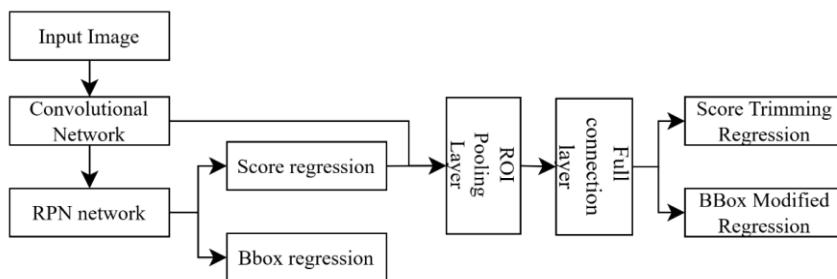 Input Image
Convolutional
Network
RPN network
Score regression
Bbox regression
ROI
Pooling
Layer
Full
connection
layer
Score Trimming
Regression
BBox Modified
Regression